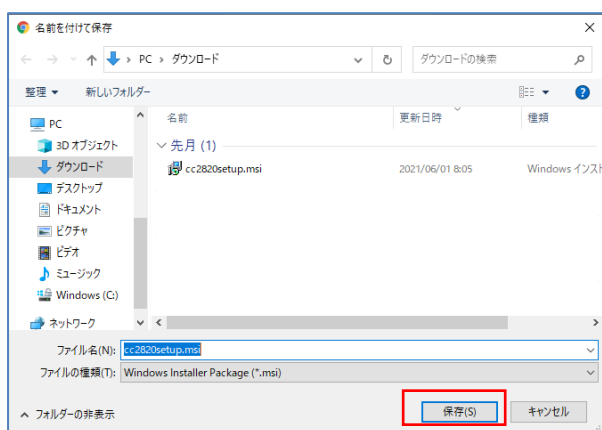 名前を付けて保存
PC › ダウンロード
ダウンロードの検索
整理 新しいフォルダー
名前 更新日時 種類
PC
3D オブジェクト
ダウンロード
デスクトップ
ドキュメント
ピクチャ
ビデオ
ミュージック
Windows (C:)
ネットワーク
先月 (1)
cc2820setup.msi 2021/06/01 8:05 Windows インスト
ファイル名(N): cc2820setup.msi
ファイルの種類(T): Windows Installer Package (*.msi)
フォルダーの非表示
保存(S) キャンセル